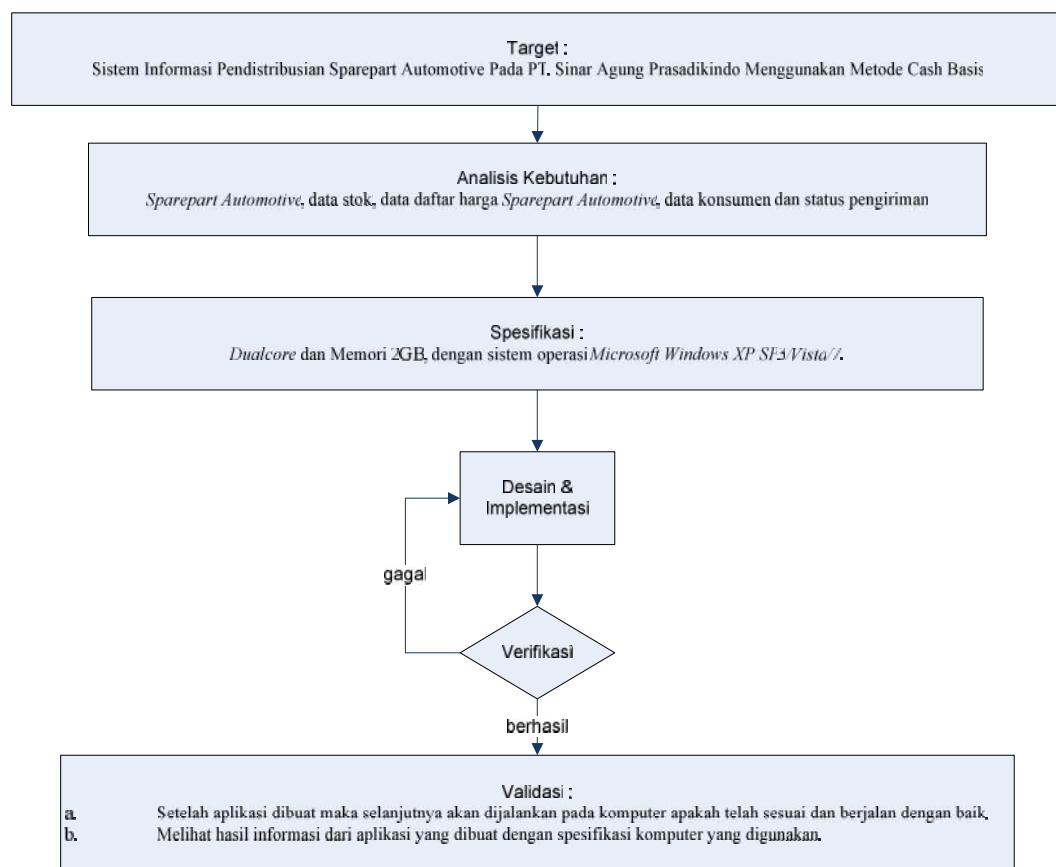 Target :
Sistem Informasi Pendistribusian Sparepart Automotive Pada PT. Sinar Agung Prasadikindo Menggunakan Metode Cash Basis
Analisis Kebutuhan :
Sparepart Automotive, data stok, data daftar harga Sparepart Automotive, data konsumen dan status pengiriman
Spesifikasi :
Dualcore dan Memori 2GB, dengan sistem operasi Microsoft Windows XP SP3/Vista/7.
Desain &
Implementasi
gagal
Verifikasi
berhasil
Validasi :
a. Setelah aplikasi dibuat maka selanjutnya akan dijalankan pada komputer apakah telah sesuai dan berjalan dengan baik.
b. Melihat hasil informasi dari aplikasi yang dibuat dengan spesifikasi komputer yang digunakan.